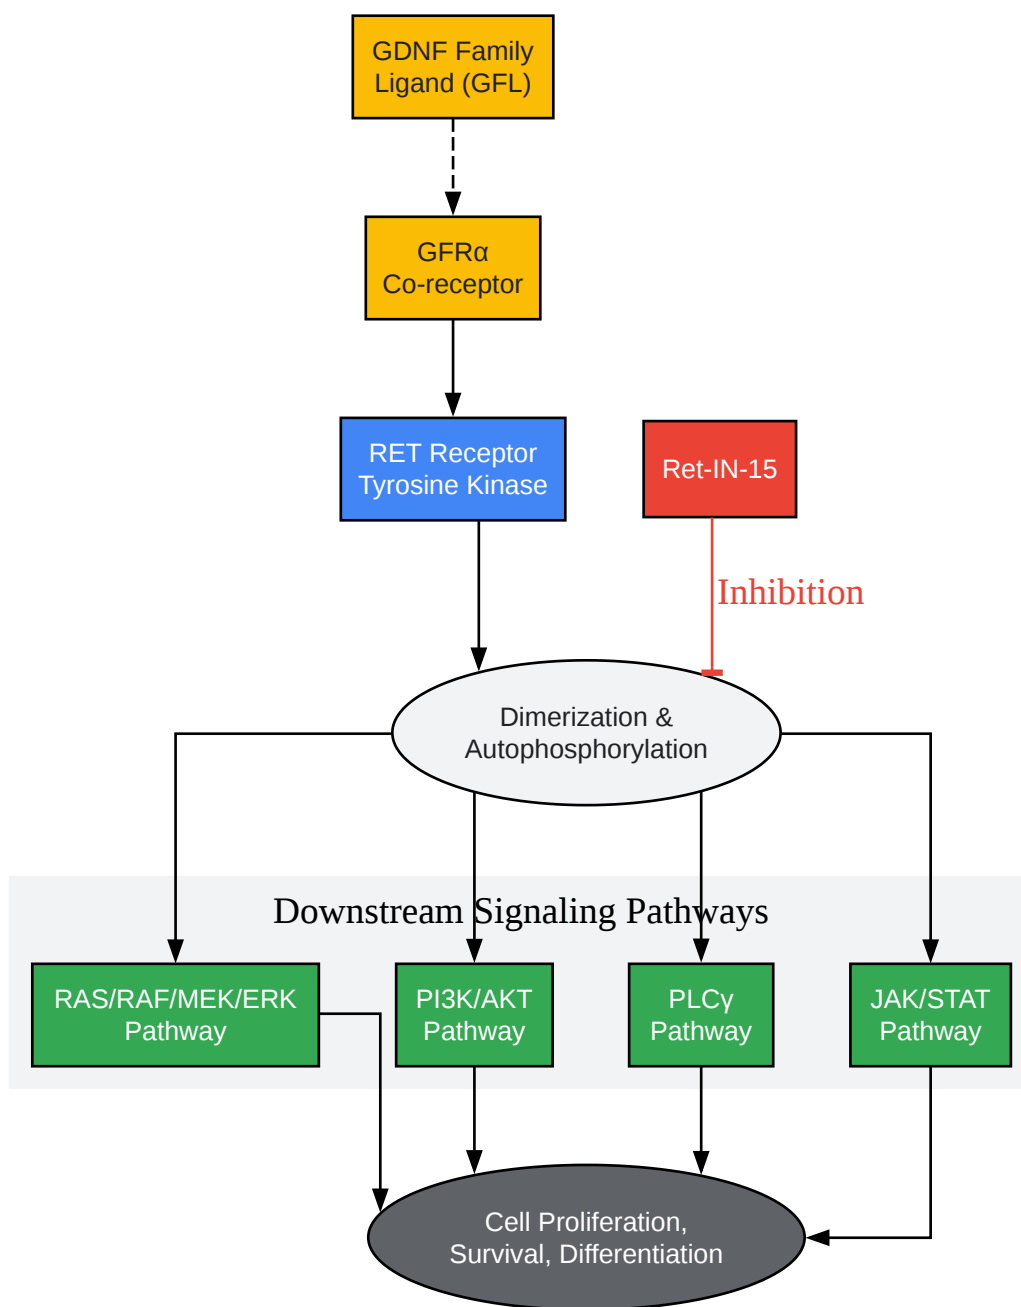 GDNF Family
Ligand (GFL)
GFRα
Co-receptor
RET Receptor
Tyrosine Kinase
Ret-IN-15
Inhibition
Dimerization &
Autophosphorylation
Downstream Signaling Pathways
RAS/RAF/MEK/ERK
Pathway
PI3K/AKT
Pathway
PLCγ
Pathway
JAK/STAT
Pathway
Cell Proliferation,
Survival, Differentiation